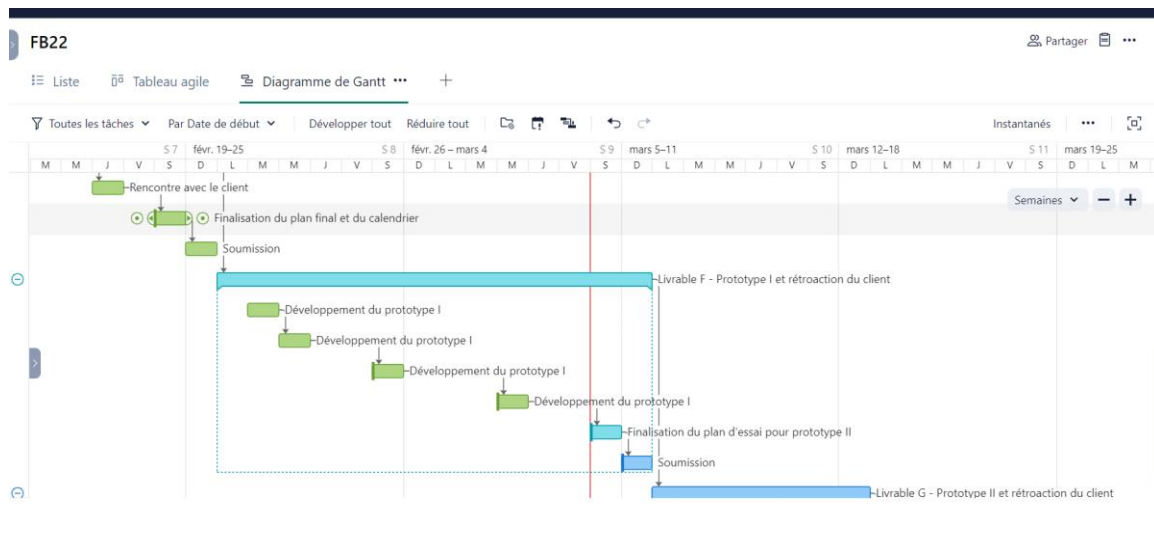 FB22
Partager
Liste Tableau agile Diagramme de Gantt
Toutes les tâches Par Date de début Développer tout Réduire tout Instantanés
S 7 févr. 19–25 S 8 févr. 26 – mars 4 S 9 mars 5–11 S 10 mars 12–18 S 11 mars 19–25
M M J V S D L M M J V S D L M M J V S D L M M J V S D L M M J V S D L M
Rencontre avec le client
Semaines
Finalisation du plan final et du calendrier
Soumission
Livrable F - Prototype I et rétroaction du client
Développement du prototype I
Développement du prototype I
Développement du prototype I
Développement du prototype I
Finalisation du plan d'essai pour prototype II
Soumission
Livrable G - Prototype II et rétroaction du client